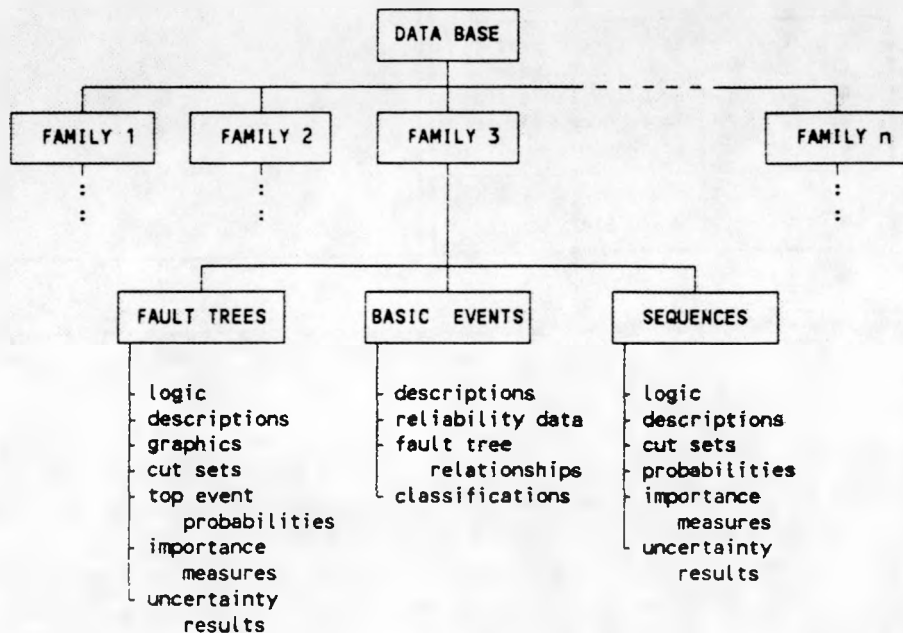 DATA BASE
FAMILY 1
FAMILY 2
FAMILY 3
FAMILY n
FAULT TREES
logic
descriptions
graphics
cut sets
top event
probabilities
importance
measures
uncertainty
results
BASIC EVENTS
descriptions
reliability data
fault tree
relationships
classifications
SEQUENCES
logic
descriptions
cut sets
probabilities
importance
measures
uncertainty
results